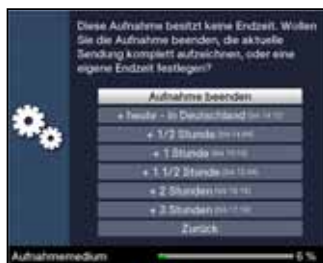 Diese Aufnahme besitzt keine Endzeit. Wollen
Sie die Aufnahme beenden, die aktuelle
Sendung komplett aufzeichnen, oder eine
eigene Endzeit festlegen?
Aufnahme beenden
+ heute - in Deutschland
+ 1/2 Stunde
+ 1 Stunde
+ 1 1/2 Stunde
+ 2 Stunden
+ 3 Stunden
Zurück
Aufnahmemedium 6 %